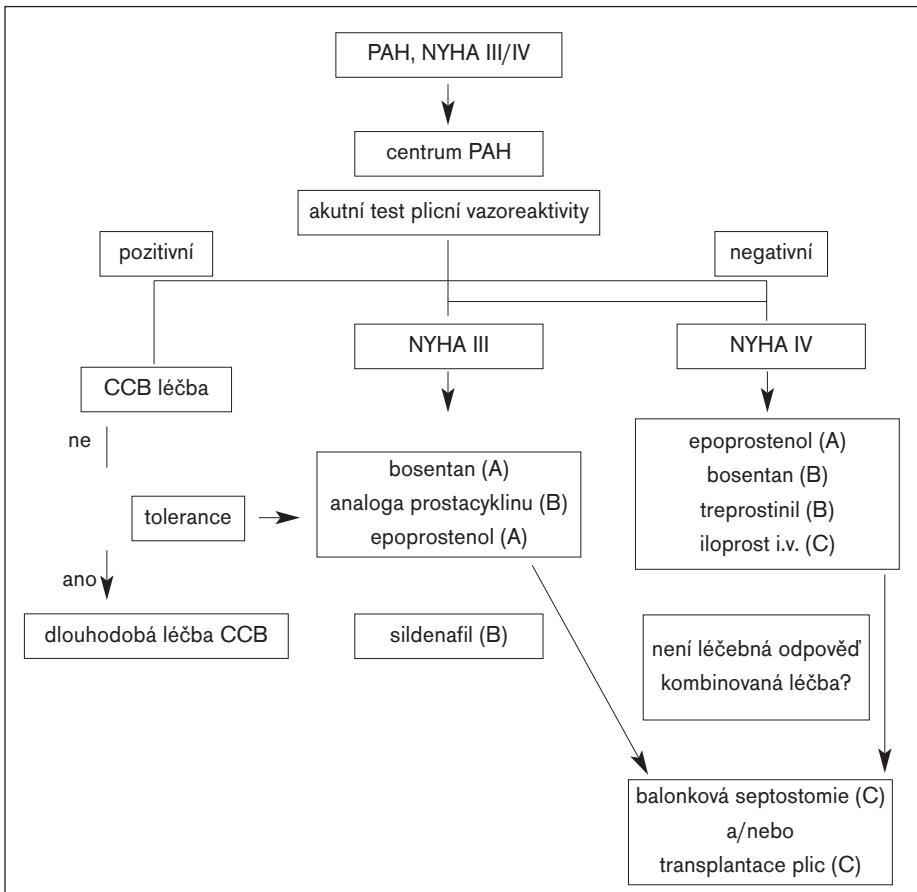 PAH, NYHA III/IV
centrum PAH
akutní test plicní vazoreaktivity
pozitivní
negativní
NYHA III
NYHA IV
CCB léčba
ne
tolerance
ano
dlouhodobá léčba CCB
bosentan (A)
analoga prostacyklinu (B)
epoprostenol (A)
sildenafil (B)
epoprostenol (A)
bosentan (B)
treprostinil (B)
iloprost i.v. (C)
není léčebná odpověď
kombinovaná léčba?
balonková septostomie (C)
a/nebo
transplantace plic (C)